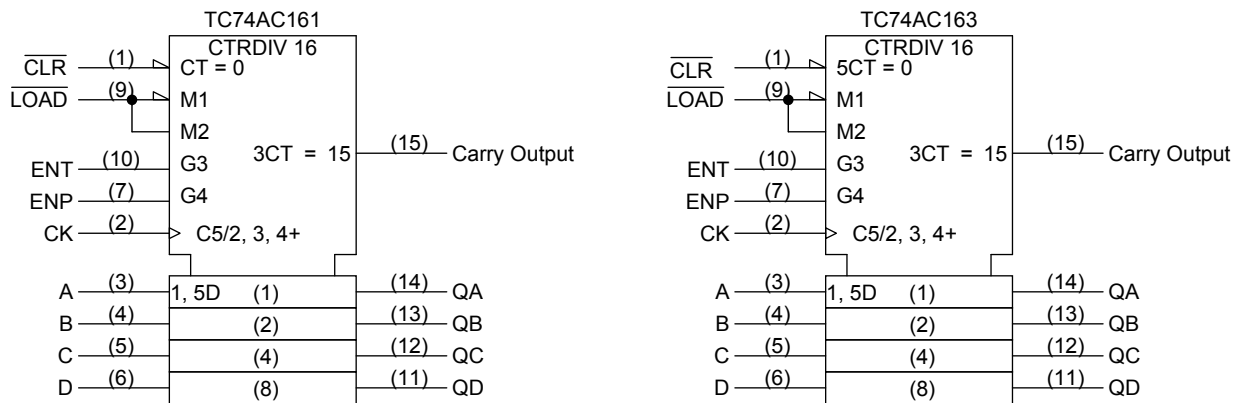 TC74AC161
CTRDIV 16
CLR (1) CT = 0
LOAD (9) M1
M2
3CT = 15 (15) Carry Output
ENT (10) G3
ENP (7) G4
CK (2) C5/2, 3, 4+
A (3) 1, 5D (1) (14) QA
B (4) (2) (13) QB
C (5) (4) (12) QC
D (6) (8) (11) QD
TC74AC163
CTRDIV 16
CLR (1) 5CT = 0
LOAD (9) M1
M2
3CT = 15 (15) Carry Output
ENT (10) G3
ENP (7) G4
CK (2) C5/2, 3, 4+
A (3) 1, 5D (1) (14) QA
B (4) (2) (13) QB
C (5) (4) (12) QC
D (6) (8) (11) QD